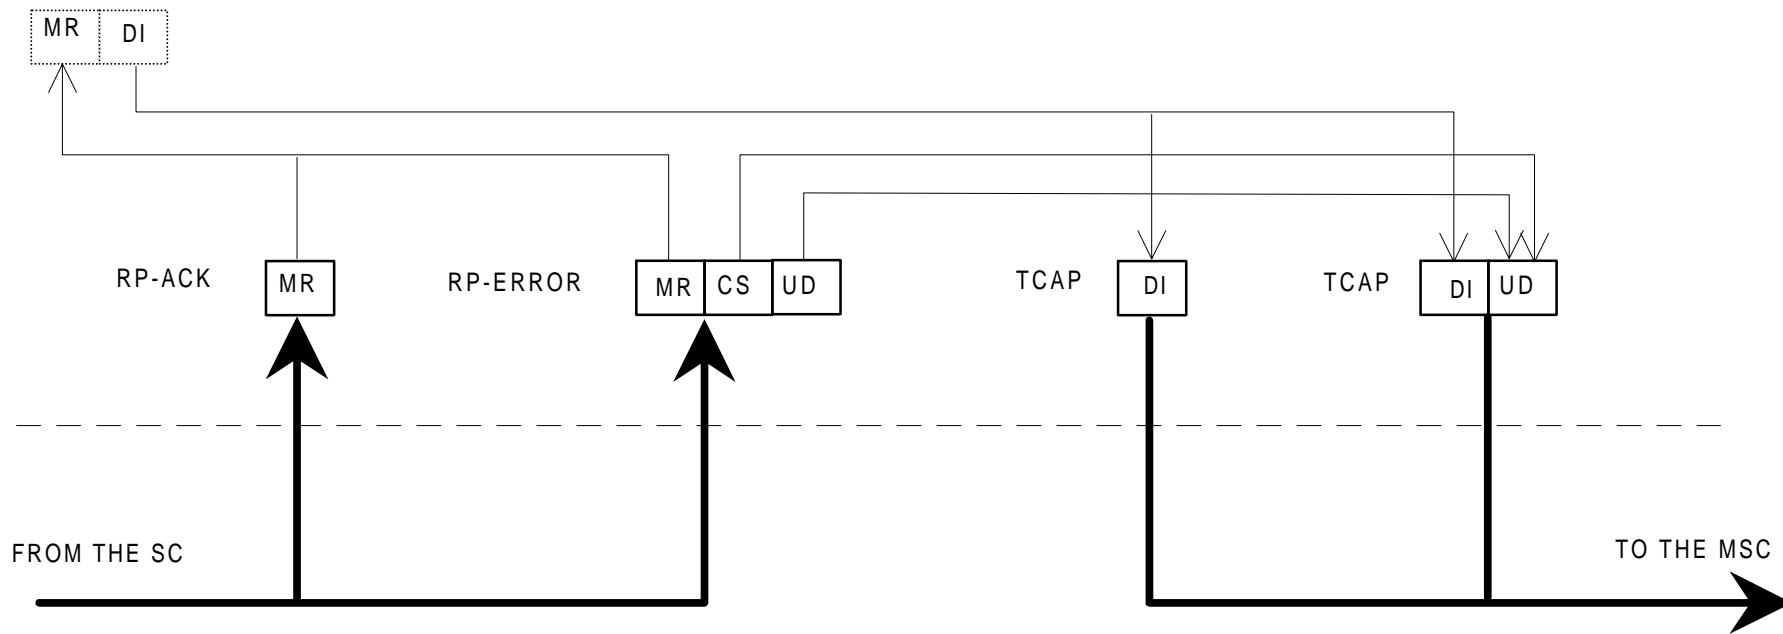 MR DI
RP-ACK MR RP-ERROR MR CS UD TCAP DI TCAP DI UD
FROM THE SC TO THE MSC